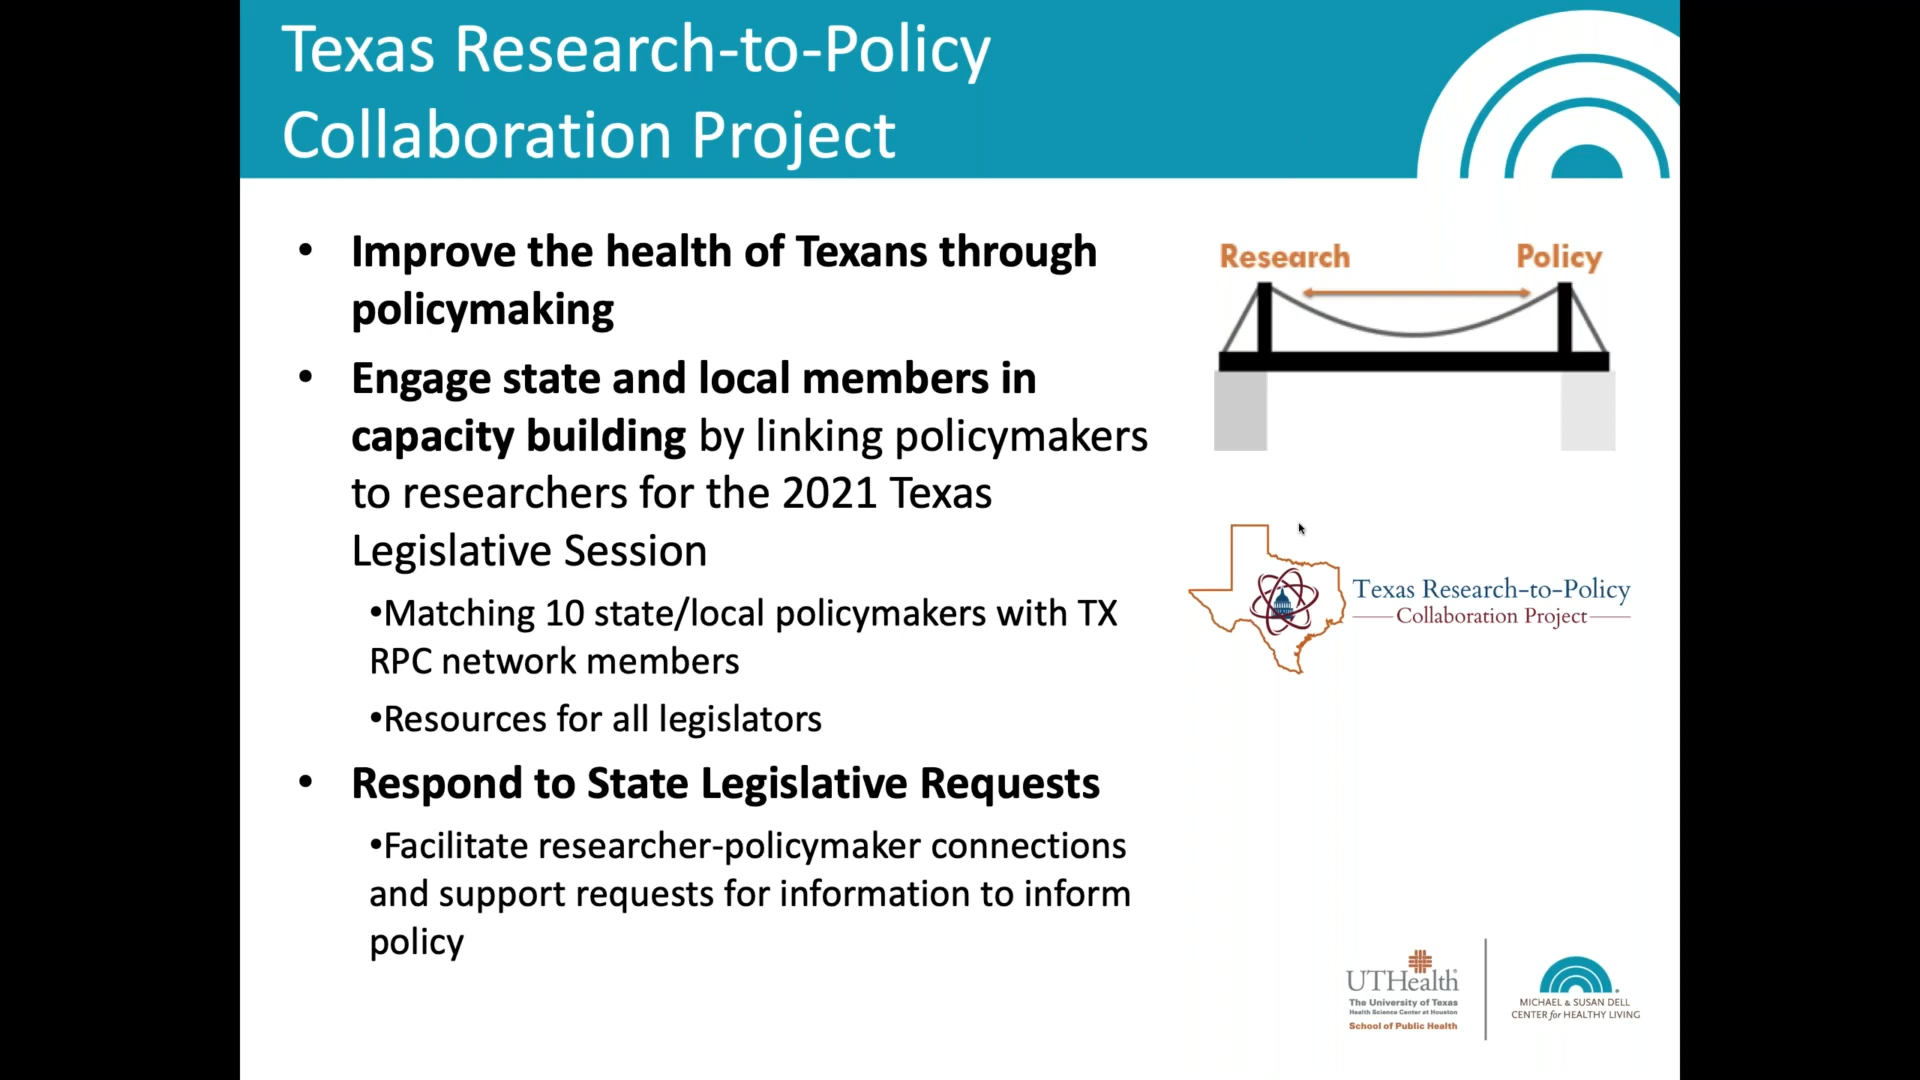 Texas Research-to-Policy
Collaboration Project
• Improve the health of Texans through
policymaking
• Engage state and local members in
capacity building by linking policymakers
to researchers for the 2021 Texas
Legislative Session
•Matching 10 state/local policymakers with TX
RPC network members
•Resources for all legislators
• Respond to State Legislative Requests
•Facilitate researcher-policymaker connections
and support requests for information to inform
policy
Research Policy
Texas Research-to-Policy
Collaboration Project
UTHealth®
The University of Texas
Health Science Center at Houston
School of Public Health
MICHAEL & SUSAN DELL
CENTER for HEALTHY LIVING